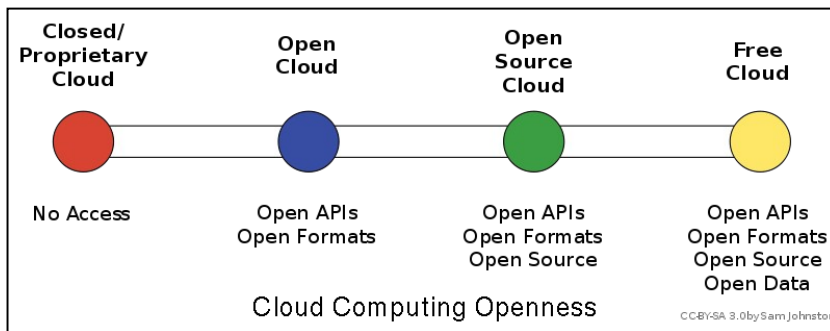 Closed/
Proprietary
Cloud
Open
Cloud
Open
Source
Cloud
Free
Cloud
No Access
Open APIs
Open Formats
Open APIs
Open Formats
Open Source
Open APIs
Open Formats
Open Source
Open Data
Cloud Computing Openness
CC-BY-SA 3.0 by Sam Johnston